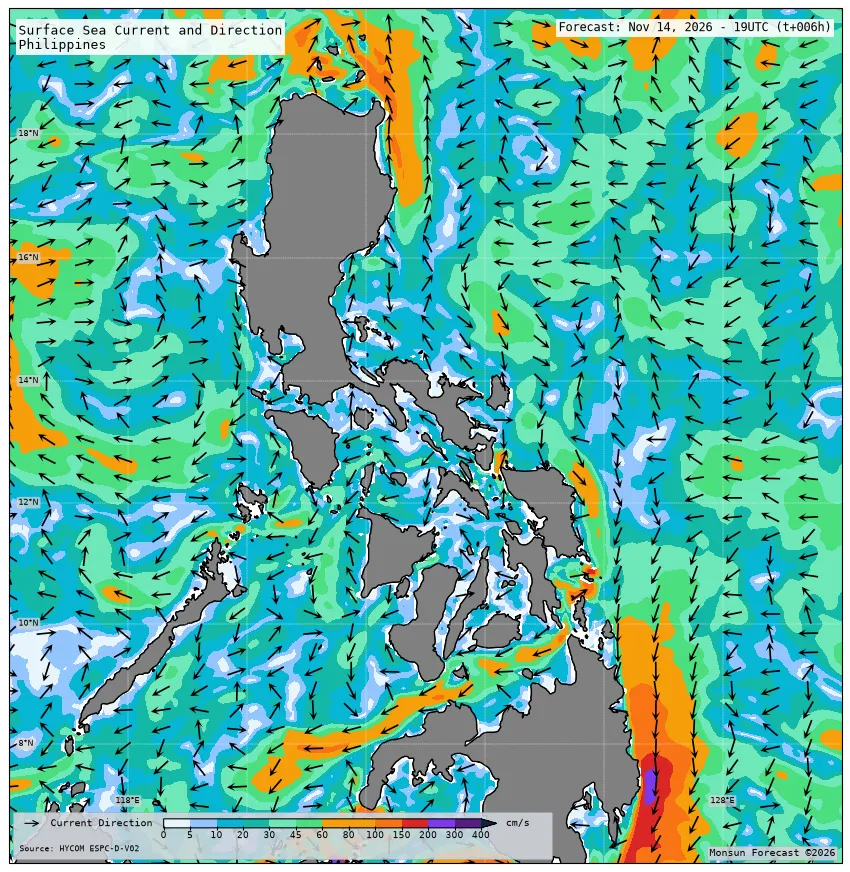 Surface Sea Current and Direction
Philippines
Forecast: Nov 14, 2026 - 19UTC (t+006h)
18°N
16°N
14°N
12°N
10°N
8°N
118°E
128°E
Current Direction
cm/s
0 5 10 20 30 45 60 80 100 150 200 300 400
Source: HYCOM ESPC-D-V02
Monsun Forecast ©2026